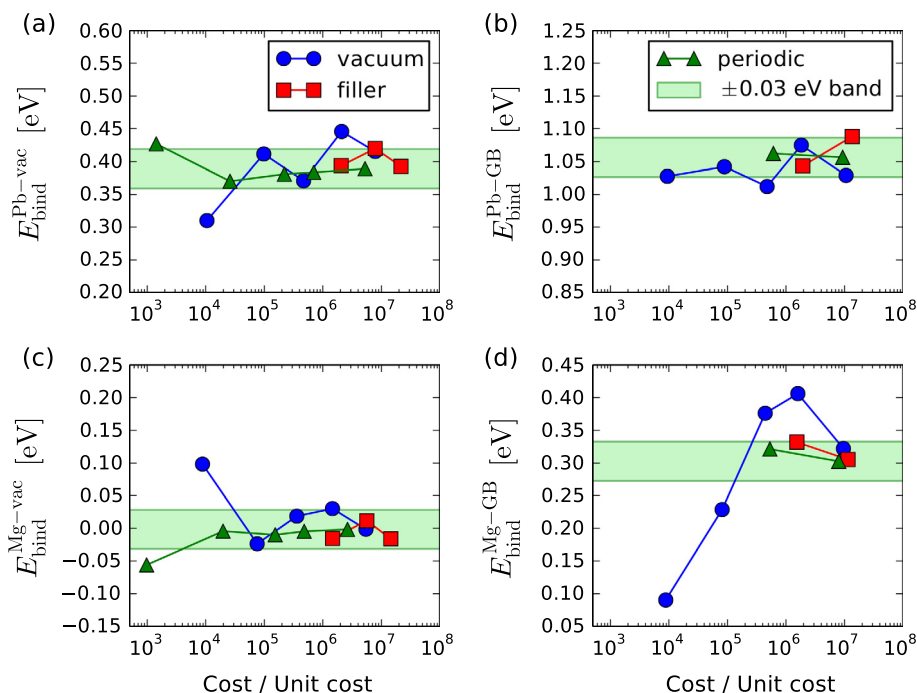 (a)
0.60
0.55
0.50
0.45
0.40
0.35
0.30
0.25
0.20
E_bind^Pb−vac [eV]
vacuum
filler
10^3 10^4 10^5 10^6 10^7 10^8
(b)
1.25
1.20
1.15
1.10
1.05
1.00
0.95
0.90
0.85
E_bind^Pb−GB [eV]
periodic
±0.03 eV band
10^3 10^4 10^5 10^6 10^7 10^8
(c)
0.25
0.20
0.15
0.10
0.05
0.00
−0.05
−0.10
−0.15
E_bind^Mg−vac [eV]
10^3 10^4 10^5 10^6 10^7 10^8
Cost / Unit cost
(d)
0.45
0.40
0.35
0.30
0.25
0.20
0.15
0.10
0.05
E_bind^Mg−GB [eV]
10^3 10^4 10^5 10^6 10^7 10^8
Cost / Unit cost